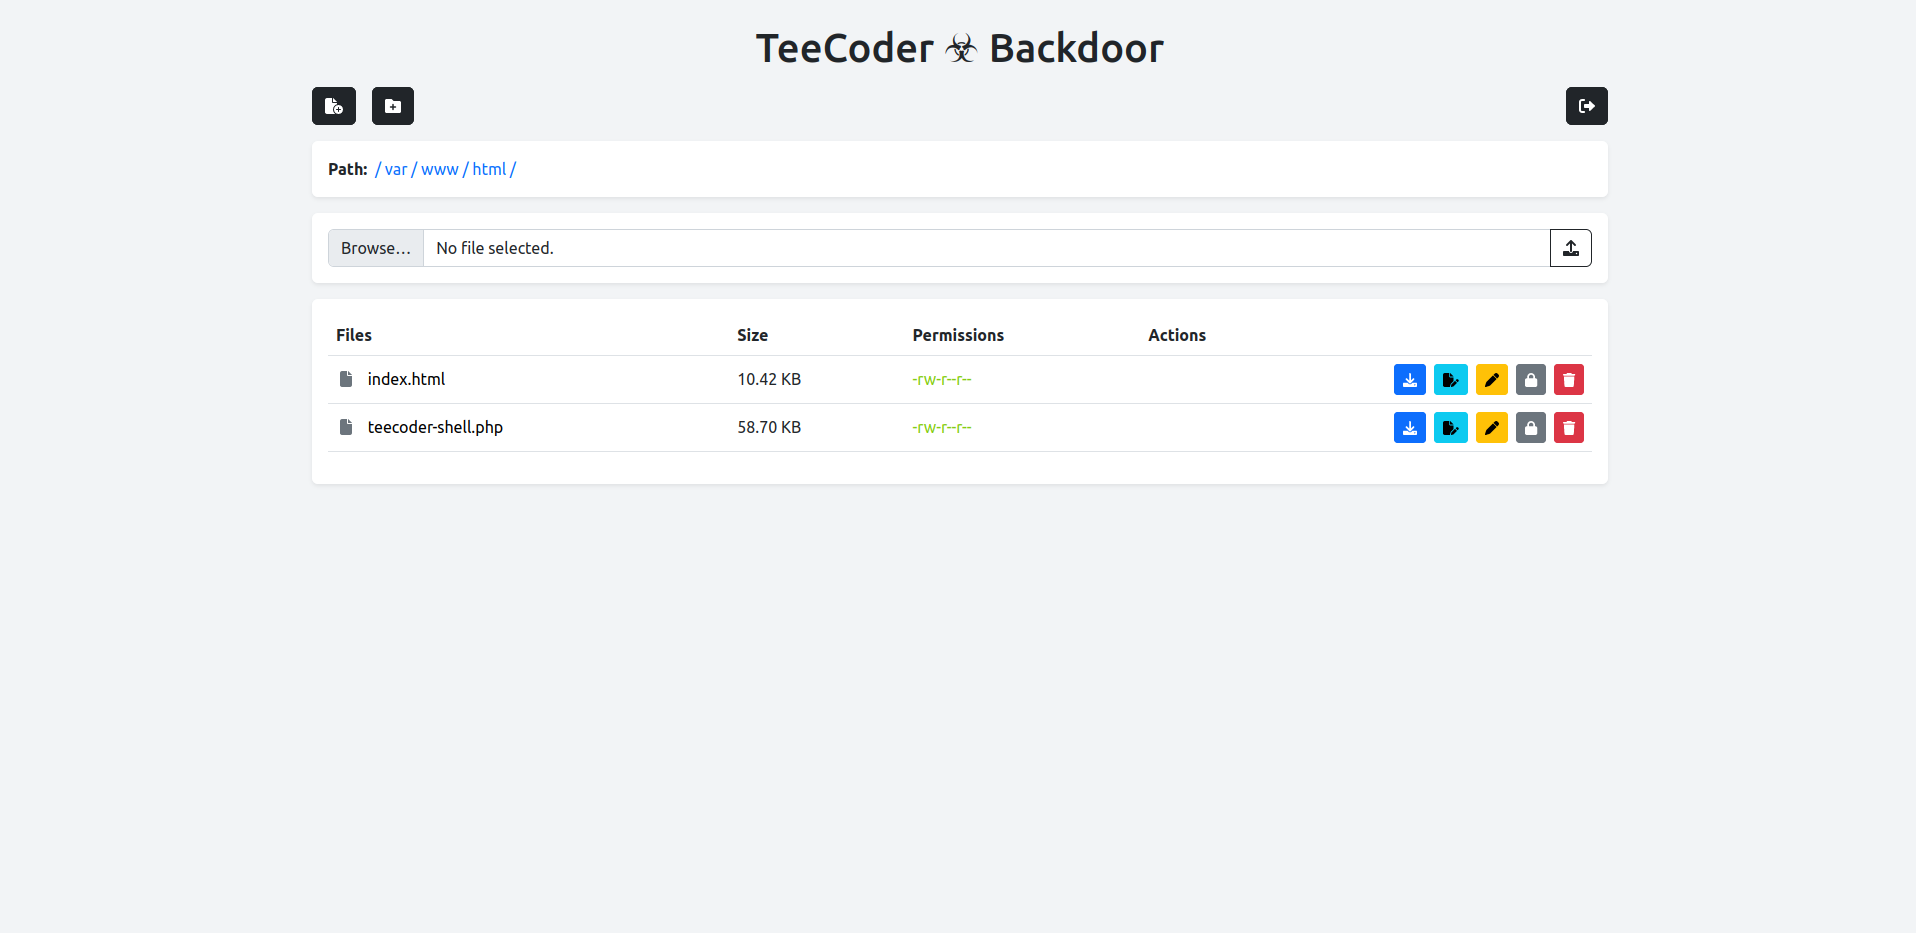 TeeCoder ☣ Backdoor
Path: / var / www / html /
Browse... No file selected.
Files Size Permissions Actions
index.html 10.42 KB -rw-r--r--
teecoder-shell.php 58.70 KB -rw-r--r--